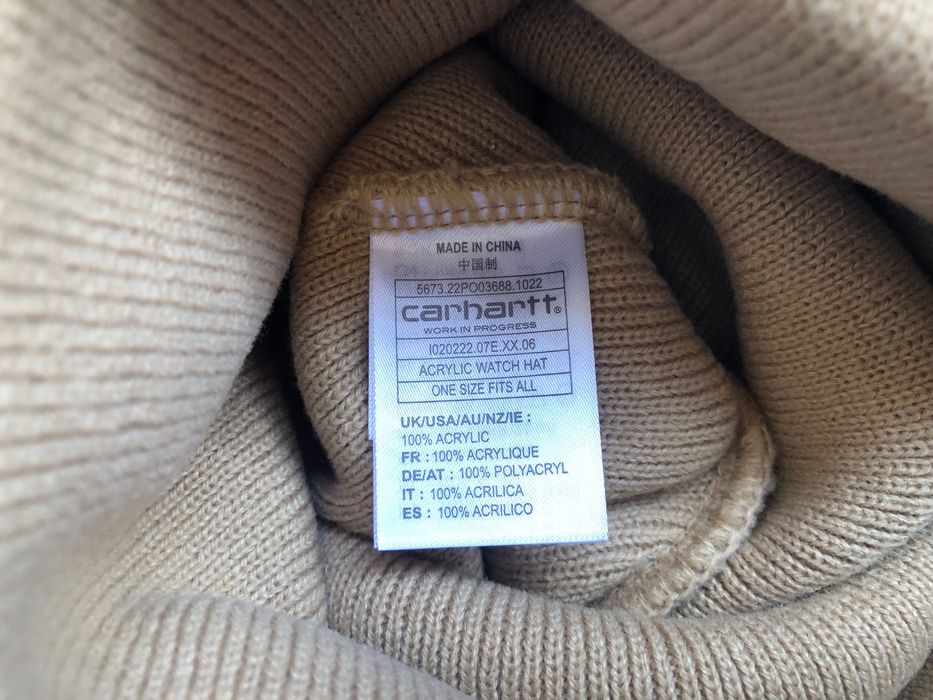 MADE IN CHINA
中国制
5673.22PO03688.1022
carhartt®
WORK IN PROGRESS
I020222.07E.XX.06
ACRYLIC WATCH HAT
ONE SIZE FITS ALL
UK/USA/AU/NZ/IE :
100% ACRYLIC
FR : 100% ACRYLIQUE
DE/AT : 100% POLYACRYL
IT : 100% ACRILICA
ES : 100% ACRILICO